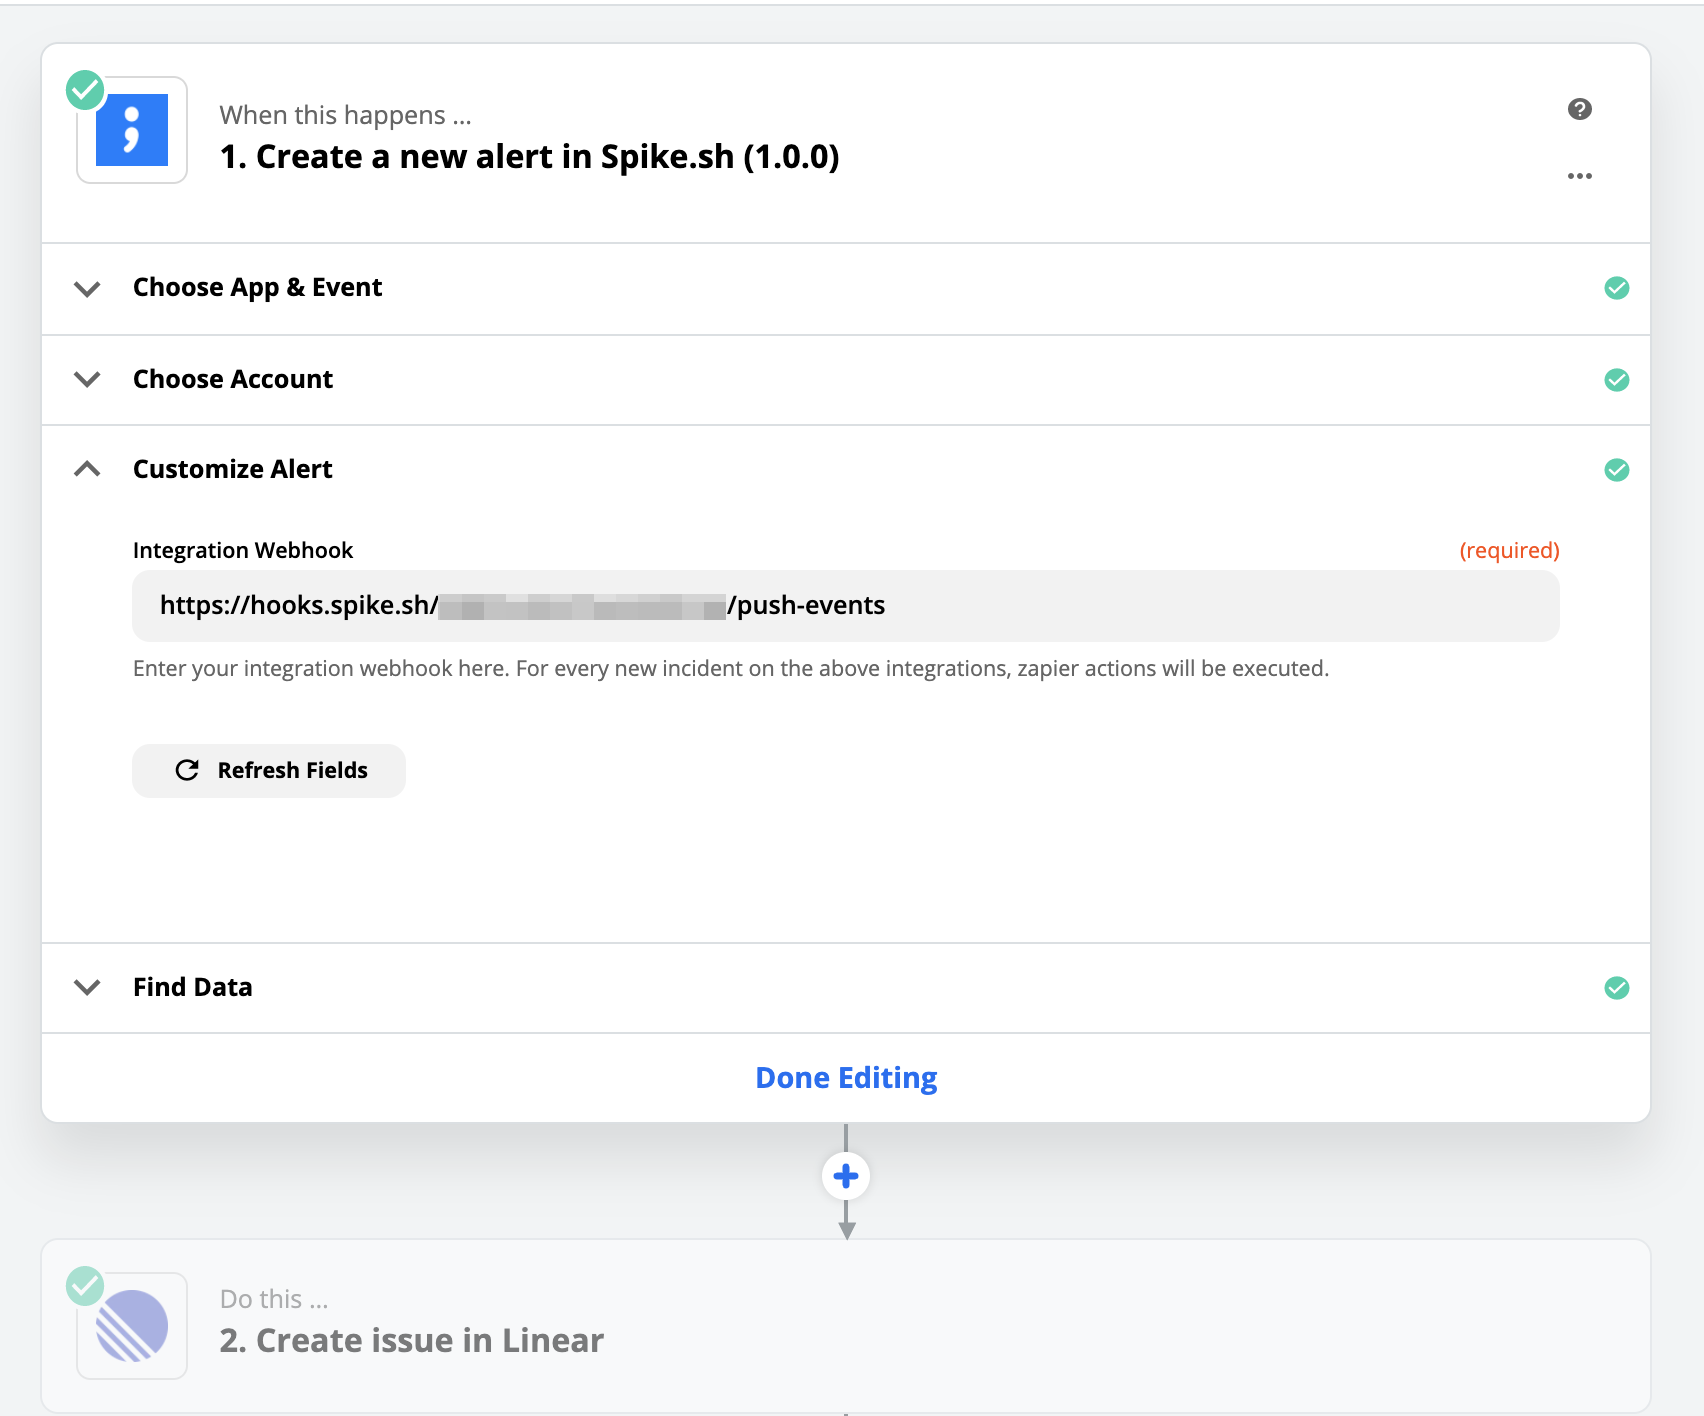 When this happens ...
1. Create a new alert in Spike.sh (1.0.0)
Choose App & Event
Choose Account
Customize Alert
Integration Webhook (required)
https://hooks.spike.sh/ /push-events
Enter your integration webhook here. For every new incident on the above integrations, zapier actions will be executed.
Refresh Fields
Find Data
Done Editing
Do this ...
2. Create issue in Linear